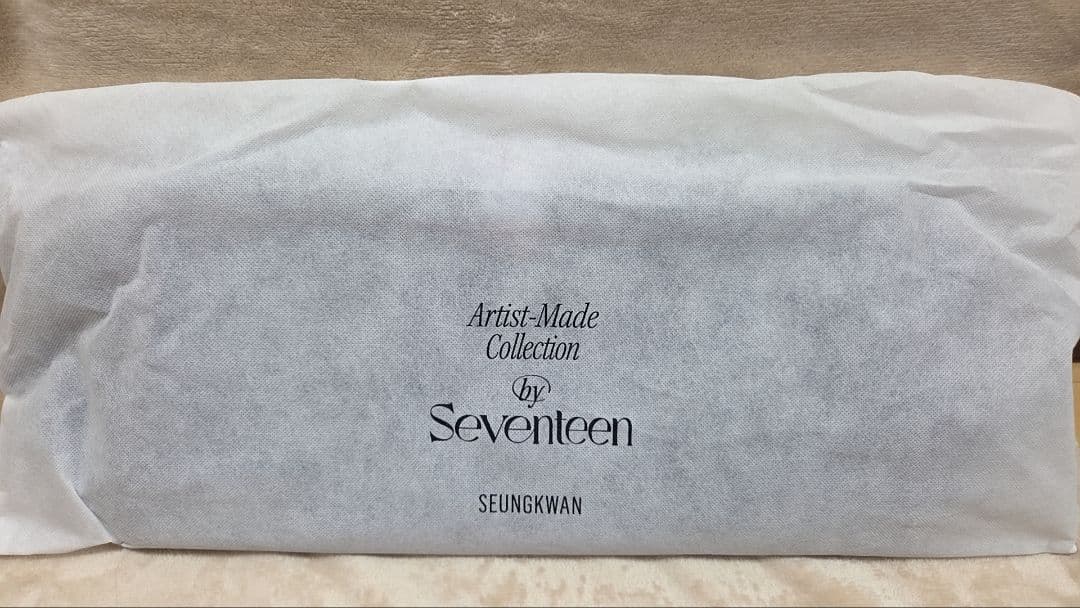 Artist-Made
Collection
by
Seventeen
SEUNGKWAN